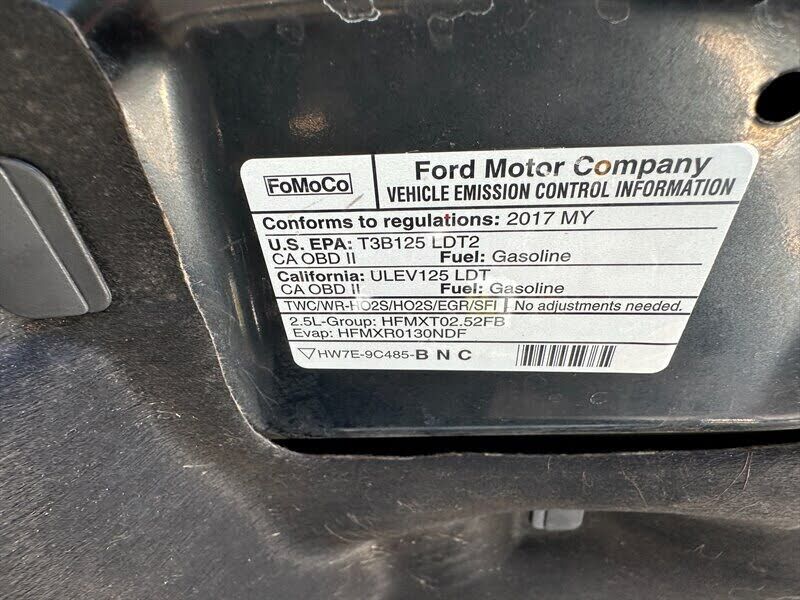 FoMoCo
Ford Motor Company
VEHICLE EMISSION CONTROL INFORMATION
Conforms to regulations: 2017 MY
U.S. EPA: T3B125 LDT2
CA OBD II Fuel: Gasoline
California: ULEV125 LDT
CA OBD II Fuel: Gasoline
TWC/WR-HO2S/HO2S/EGR/SFI No adjustments needed.
2.5L-Group: HFMXT02.52FB
Evap: HFMXR0130NDF
HW7E-9C485-B N C